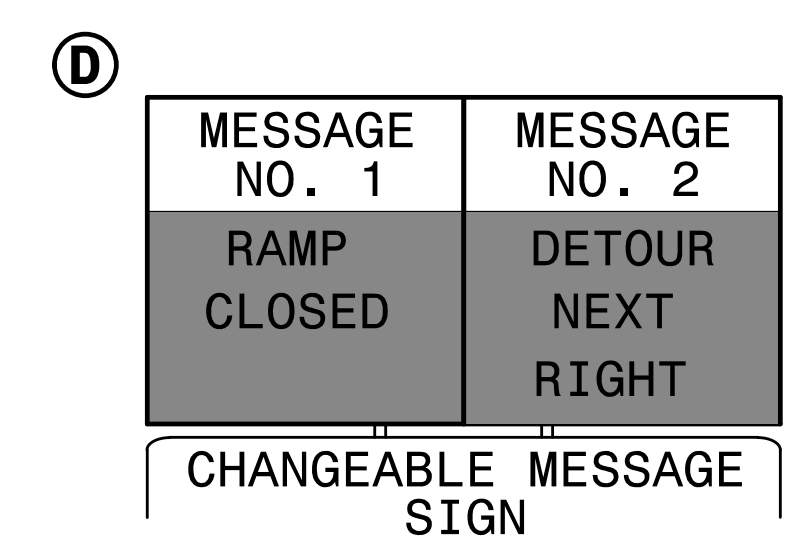 D
MESSAGE
NO. 1
MESSAGE
NO. 2
RAMP
CLOSED
DETOUR
NEXT
RIGHT
CHANGEABLE MESSAGE
SIGN